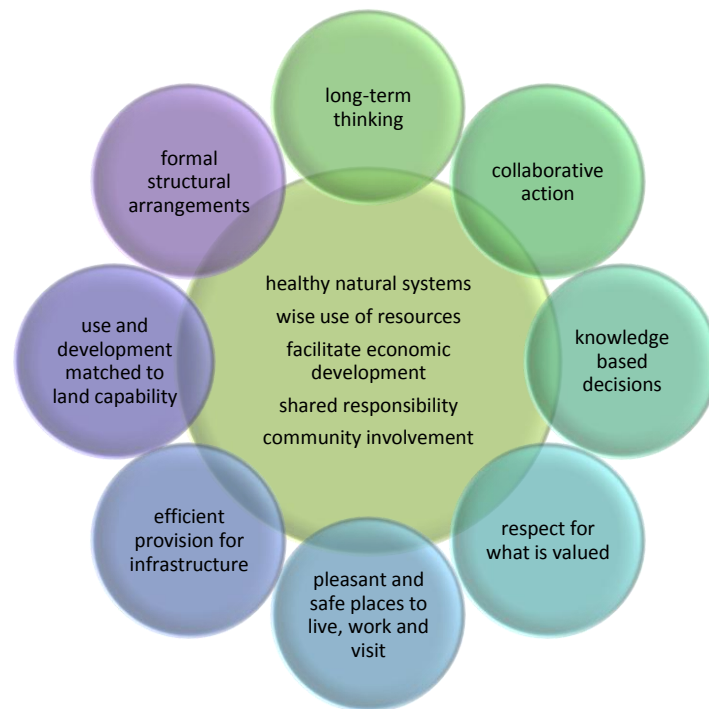 long-term
thinking
collaborative
action
knowledge
based
decisions
respect for
what is valued
pleasant and
safe places to
live, work and
visit
efficient
provision for
infrastructure
use and
development
matched to
land capability
formal
structural
arrangements
healthy natural systems
wise use of resources
facilitate economic
development
shared responsibility
community involvement